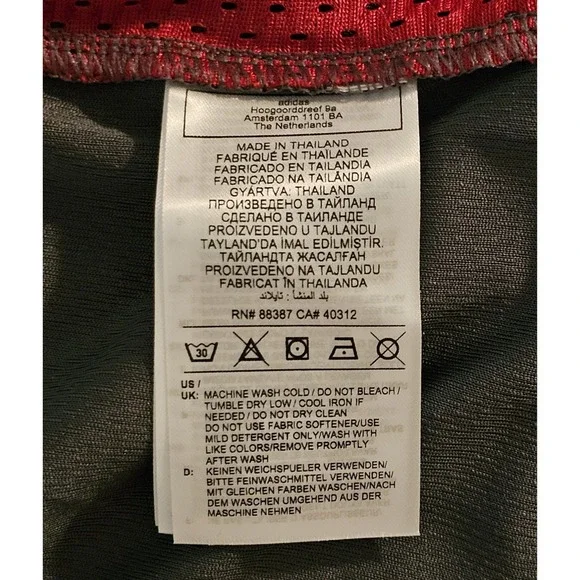 adidas
Hoogoorddreef 9a
Amsterdam 1101 BA
The Netherlands
MADE IN THAILAND
FABRIQUÉ EN THAÏLANDE
FABRICADO EN TAILANDIA
FABRICADO NA TAILÂNDIA
GYÁRTVA: THAILAND
ПРОИЗВЕДЕНО В ТАЙЛАНД
СДЕЛАНО В ТАИЛАНДЕ
PROIZVEDENO U TAJLANDU
TAYLAND'DA İMAL EDİLMİŞTİR.
ТАЙЛАНДТА ЖАСАЛҒАН
PROIZVEDENO NA TAJLANDU
FABRICAT ÎN THAILANDA
بلد المنشأ : تايلاند
RN# 88387 CA# 40312
30
US /
UK: MACHINE WASH COLD / DO NOT BLEACH /
TUMBLE DRY LOW / COOL IRON IF
NEEDED / DO NOT DRY CLEAN
DO NOT USE FABRIC SOFTENER/USE
MILD DETERGENT ONLY/WASH WITH
LIKE COLORS/REMOVE PROMPTLY
AFTER WASH
D: KEINEN WEICHSPUELER VERWENDEN/
BITTE FEINWASCHMITTEL VERWENDEN/
MIT GLEICHEN FARBEN WASCHEN/NACH
DEM WASCHEN UMGEHEND AUS DER
MASCHINE NEHMEN